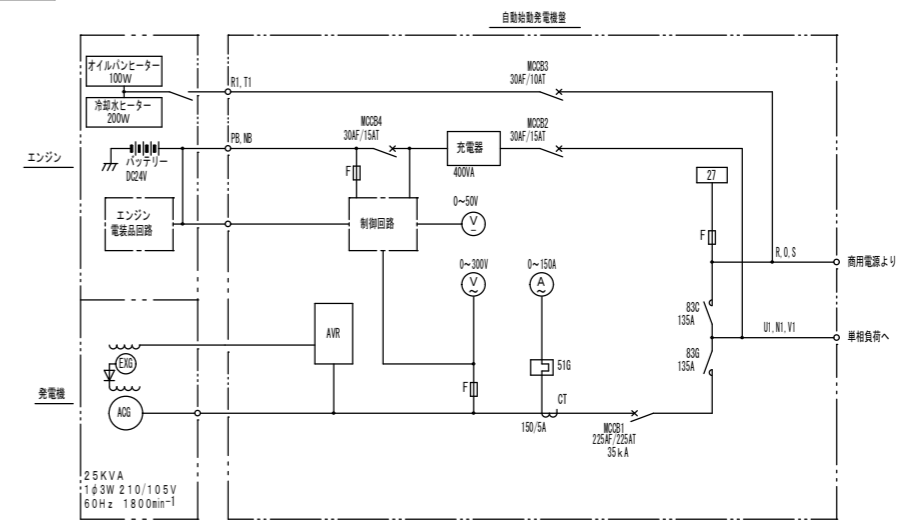 自動始動発電機盤
オイルパンヒーター
100W
冷却水ヒーター
200W
R1, T1
MCCB3
30AF/10AT
エンジン
バッテリー
DC24V
PB, NB
MCCB4
30AF/15AT
充電器
400VA
MCCB2
30AF/15AT
F
27
エンジン
電装品回路
制御回路
0～50V
V
F
R, O, S
商用電源より
0～300V
V
0～150A
A
83C
135A
U1, N1, V1
単相負荷へ
AVR
83G
135A
EXG
51G
発電機
F
ACG
CT
150/5A
MCCB1
225AF/225AT
35kA
25KVA
1φ3W 210/105V
60Hz 1800min⁻¹